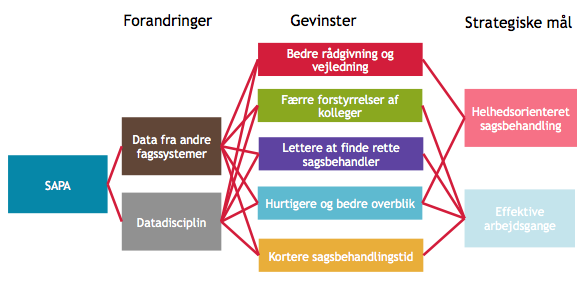 Forandringer
Gevinster
Strategiske mål
Bedre rådgivning og
vejledning
Færre forstyrrelser af
kolleger
Helhedsorienteret
sagsbehandling
Data fra andre
fagsystemer
Lettere at finde rette
sagsbehandler
SAPA
Hurtigere og bedre overblik
Datadisciplin
Effektive
arbejdsgange
Kortere sagsbehandlingstid